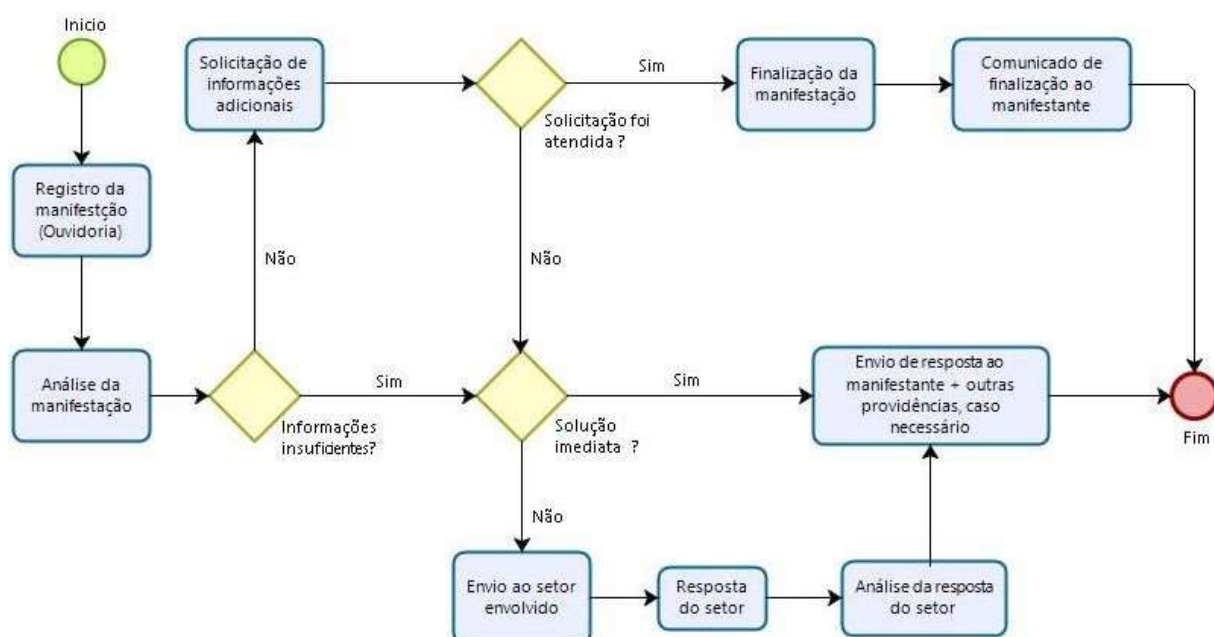 Inicio
Solicitação de
informações
adicionais
Sim
Solicitação foi
atendida ?
Finalização da
manifestação
Comunicado de
finalização ao
manifestante
Registro da
manifestção
(Ouvidoria)
Não
Não
Análise da
manifestação
Informações
insuficientes?
Sim
Solução
imediata ?
Sim
Envio de resposta ao
manifestante + outras
providências, caso
necessário
Fim
Não
Envio ao setor
envolvido
Resposta
do setor
Análise da resposta
do setor